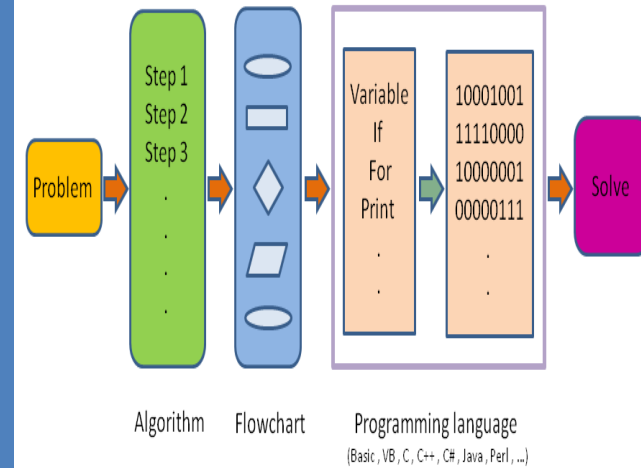 Problem
Step 1
Step 2
Step 3
.
.
.
.
Variable
If
For
Print
.
.
10001001
11110000
10000001
00000111
.
.
Solve
Algorithm
Flowchart
Programming language
(Basic , VB , C , C++ , C# , Java , Perl , ...)